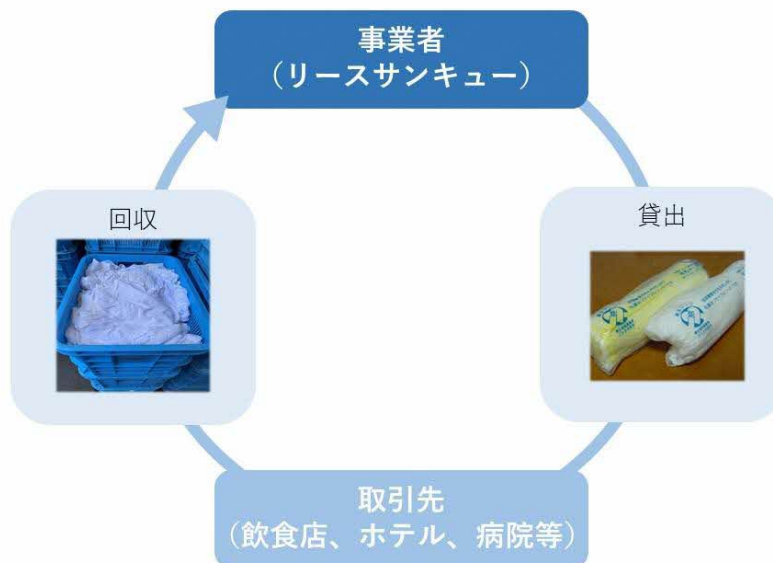 事業者
（リースサンキュー）
回収
貸出
取引先
（飲食店、ホテル、病院等）